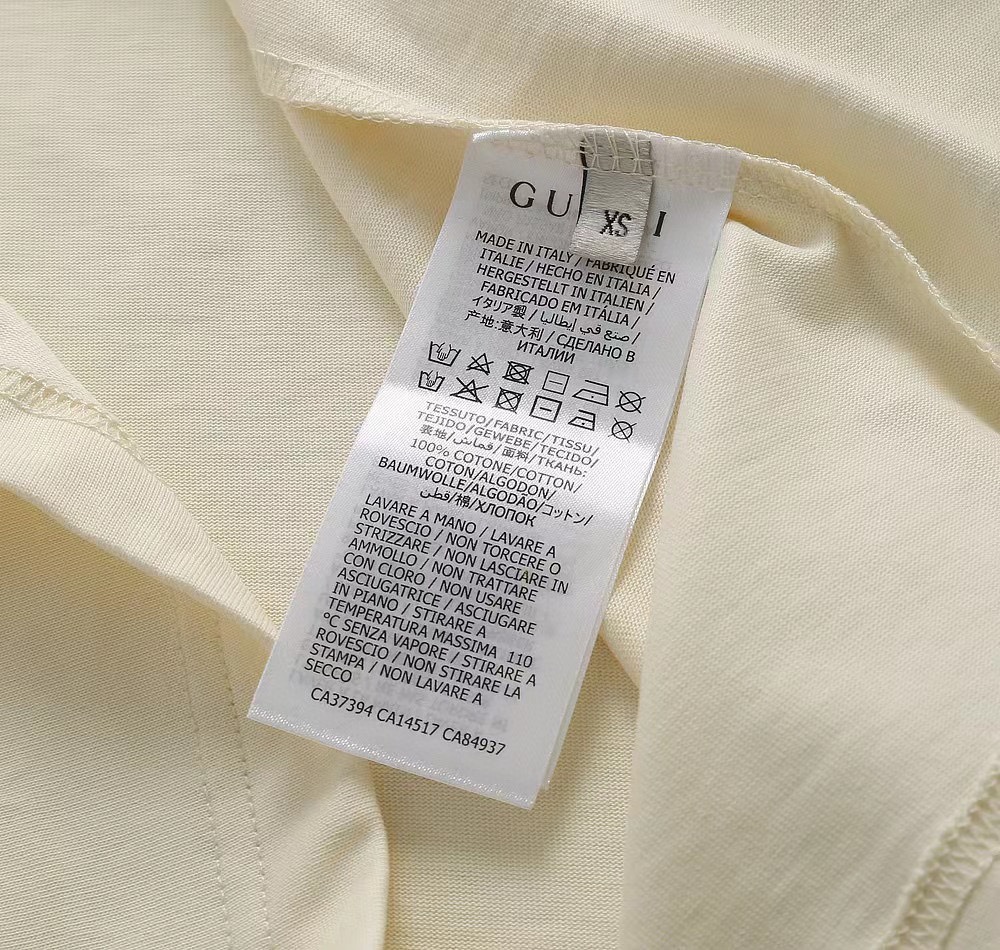 GU I
XS
MADE IN ITALY / FABRIQUÉ EN
ITALIE / HECHO EN ITALIA /
HERGESTELLT IN ITALIEN /
FABRICADO EM ITÁLIA /
イタリア製 / صنع في إيطاليا /
产地:意大利 / СДЕЛАНО В
ИТАЛИИ
TESSUTO/FABRIC/TISSU/
TEJIDO/GEWEBE/TECIDO/
表地/قماش/面料/ТКАНЬ:
100% COTONE/COTTON/
COTON/ALGODON/
BAUMWOLLE/ALGODÃO/コットン/
قطن/棉/ХЛОПОК
LAVARE A MANO / LAVARE A
ROVESCIO / NON TORCERE O
STRIZZARE / NON LASCIARE IN
AMMOLLO / NON TRATTARE
CON CLORO / NON USARE
ASCIUGATRICE / ASCIUGARE
IN PIANO / STIRARE A
TEMPERATURA MASSIMA 110
°C SENZA VAPORE / STIRARE A
ROVESCIO / NON STIRARE LA
STAMPA / NON LAVARE A
SECCO
CA37394 CA14517 CA84937